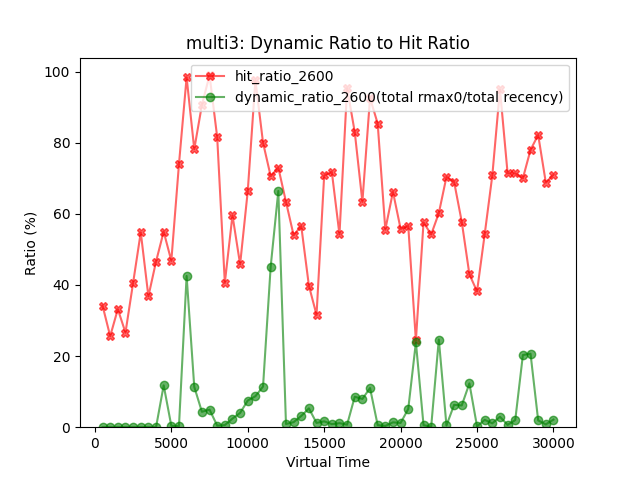 multi3: Dynamic Ratio to Hit Ratio
hit_ratio_2600
dynamic_ratio_2600(total rmax0/total recency)
100
80
60
40
20
0
Ratio (%)
0 5000 10000 15000 20000 25000 30000
Virtual Time